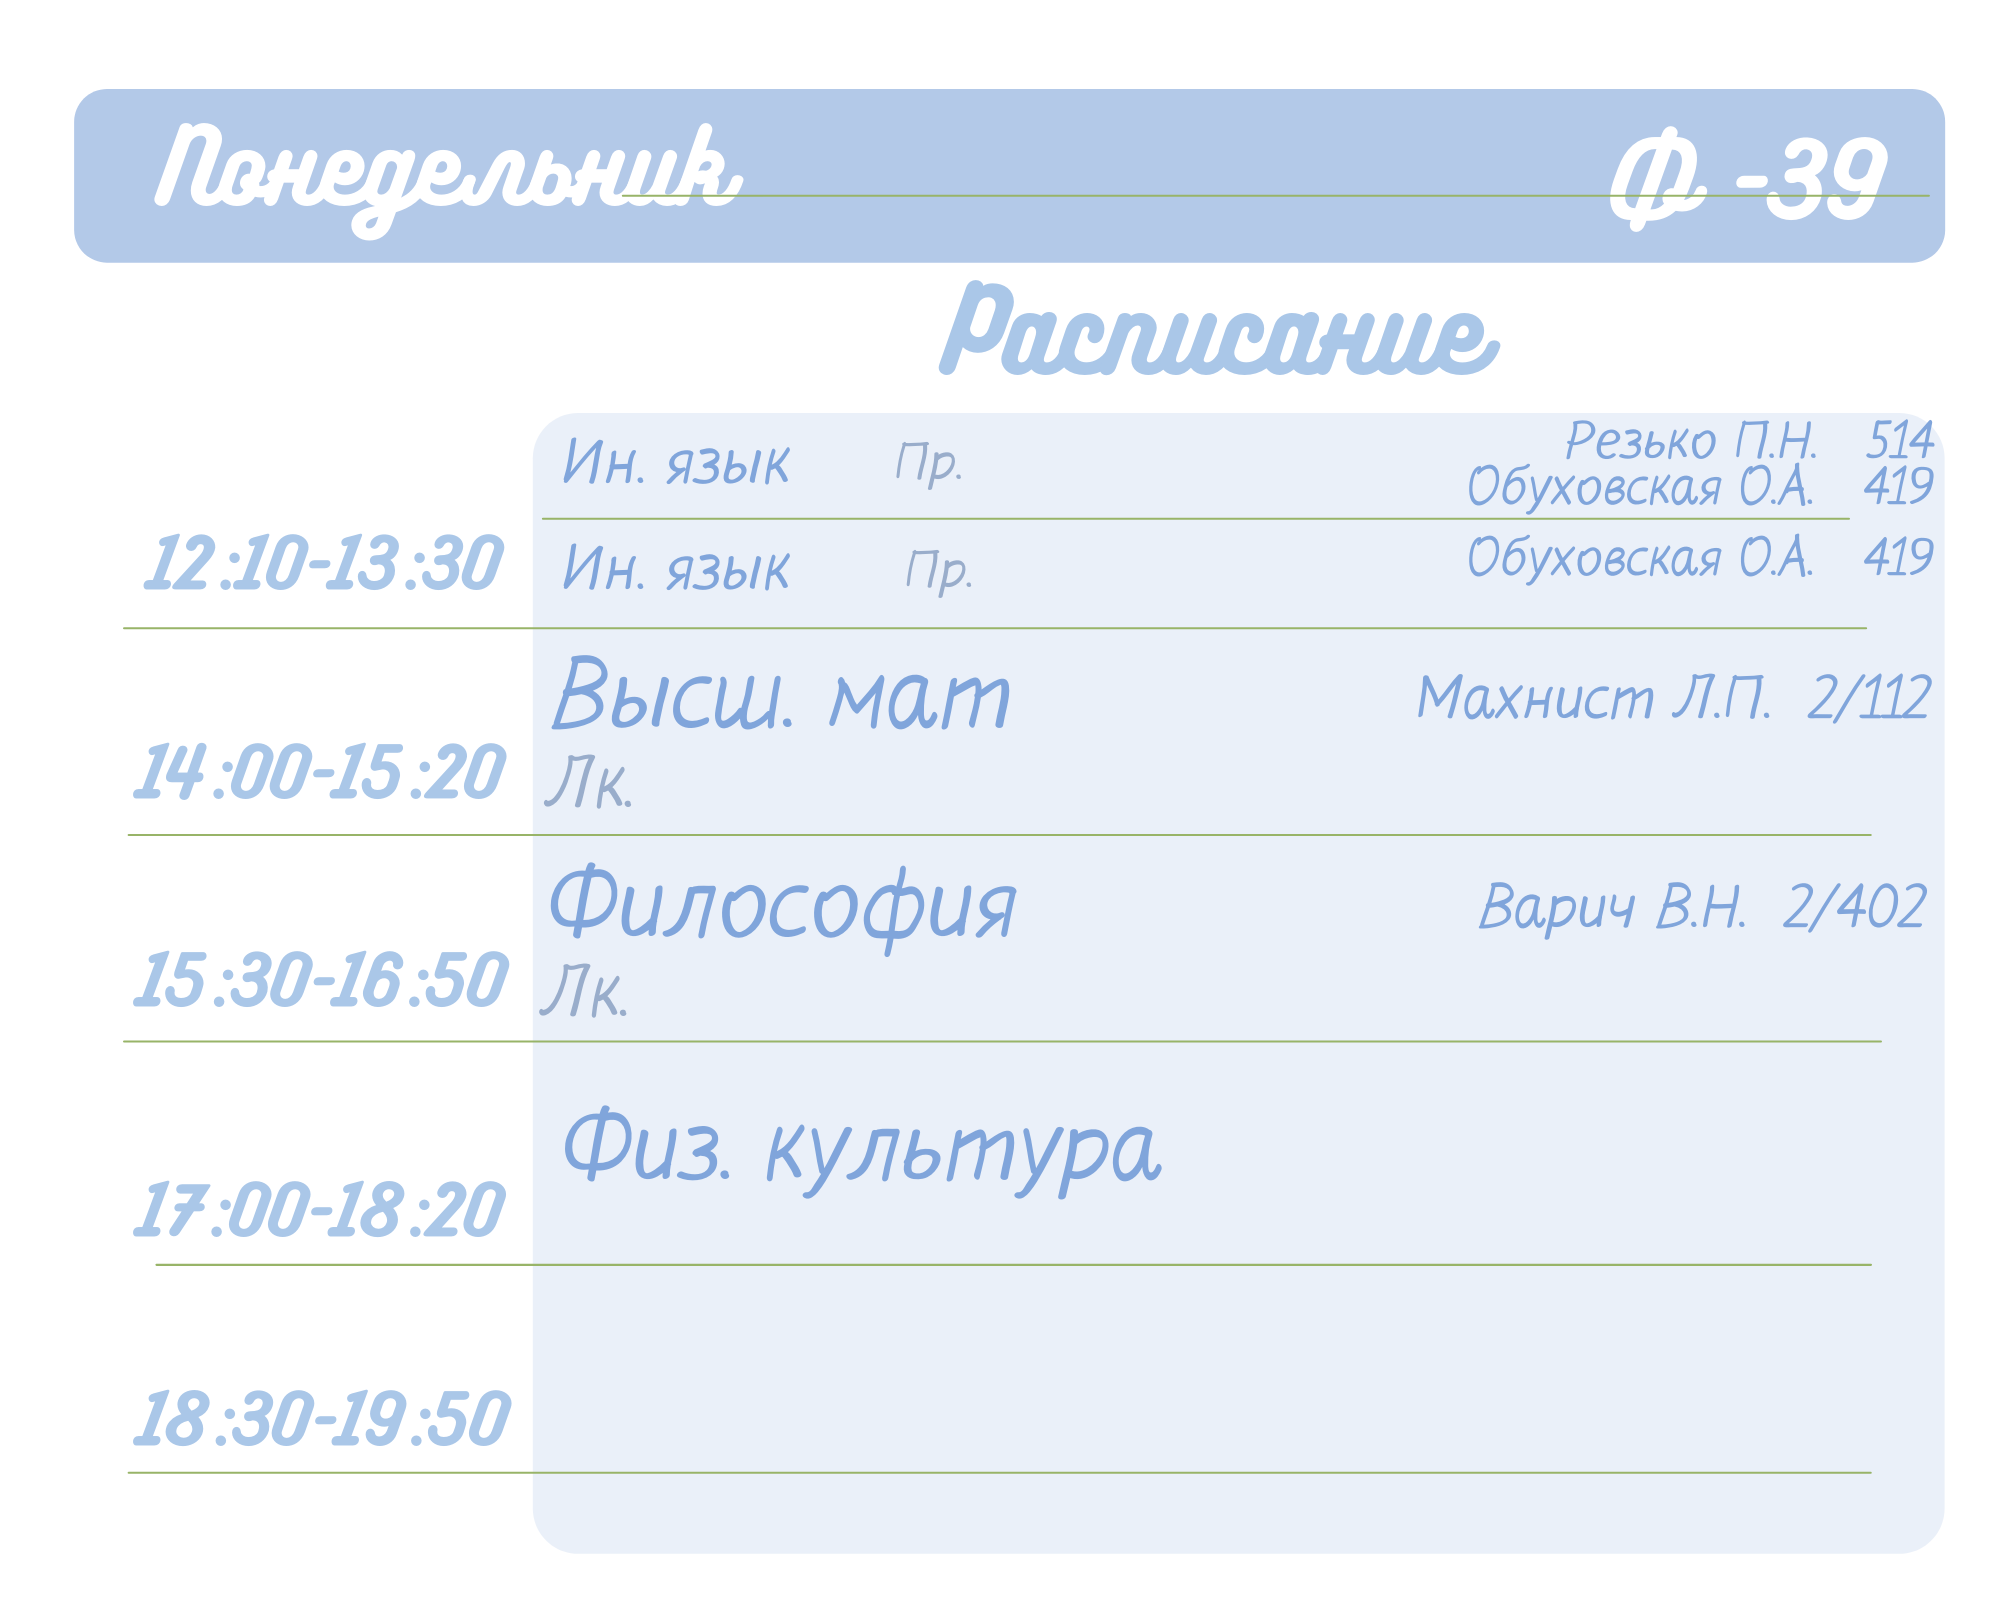 Понедельник Ф -39
Расписание
Ин. язык Пр. Резько П.Н. 514
Обуховская О.А. 419
12:10-13:30 Ин. язык Пр. Обуховская О.А. 419
Высш. мат Махнист Л.П. 2/112
14:00-15:20 Лк.
Философия Варич В.Н. 2/402
15:30-16:50 Лк.
Физ. культура
17:00-18:20
18:30-19:50